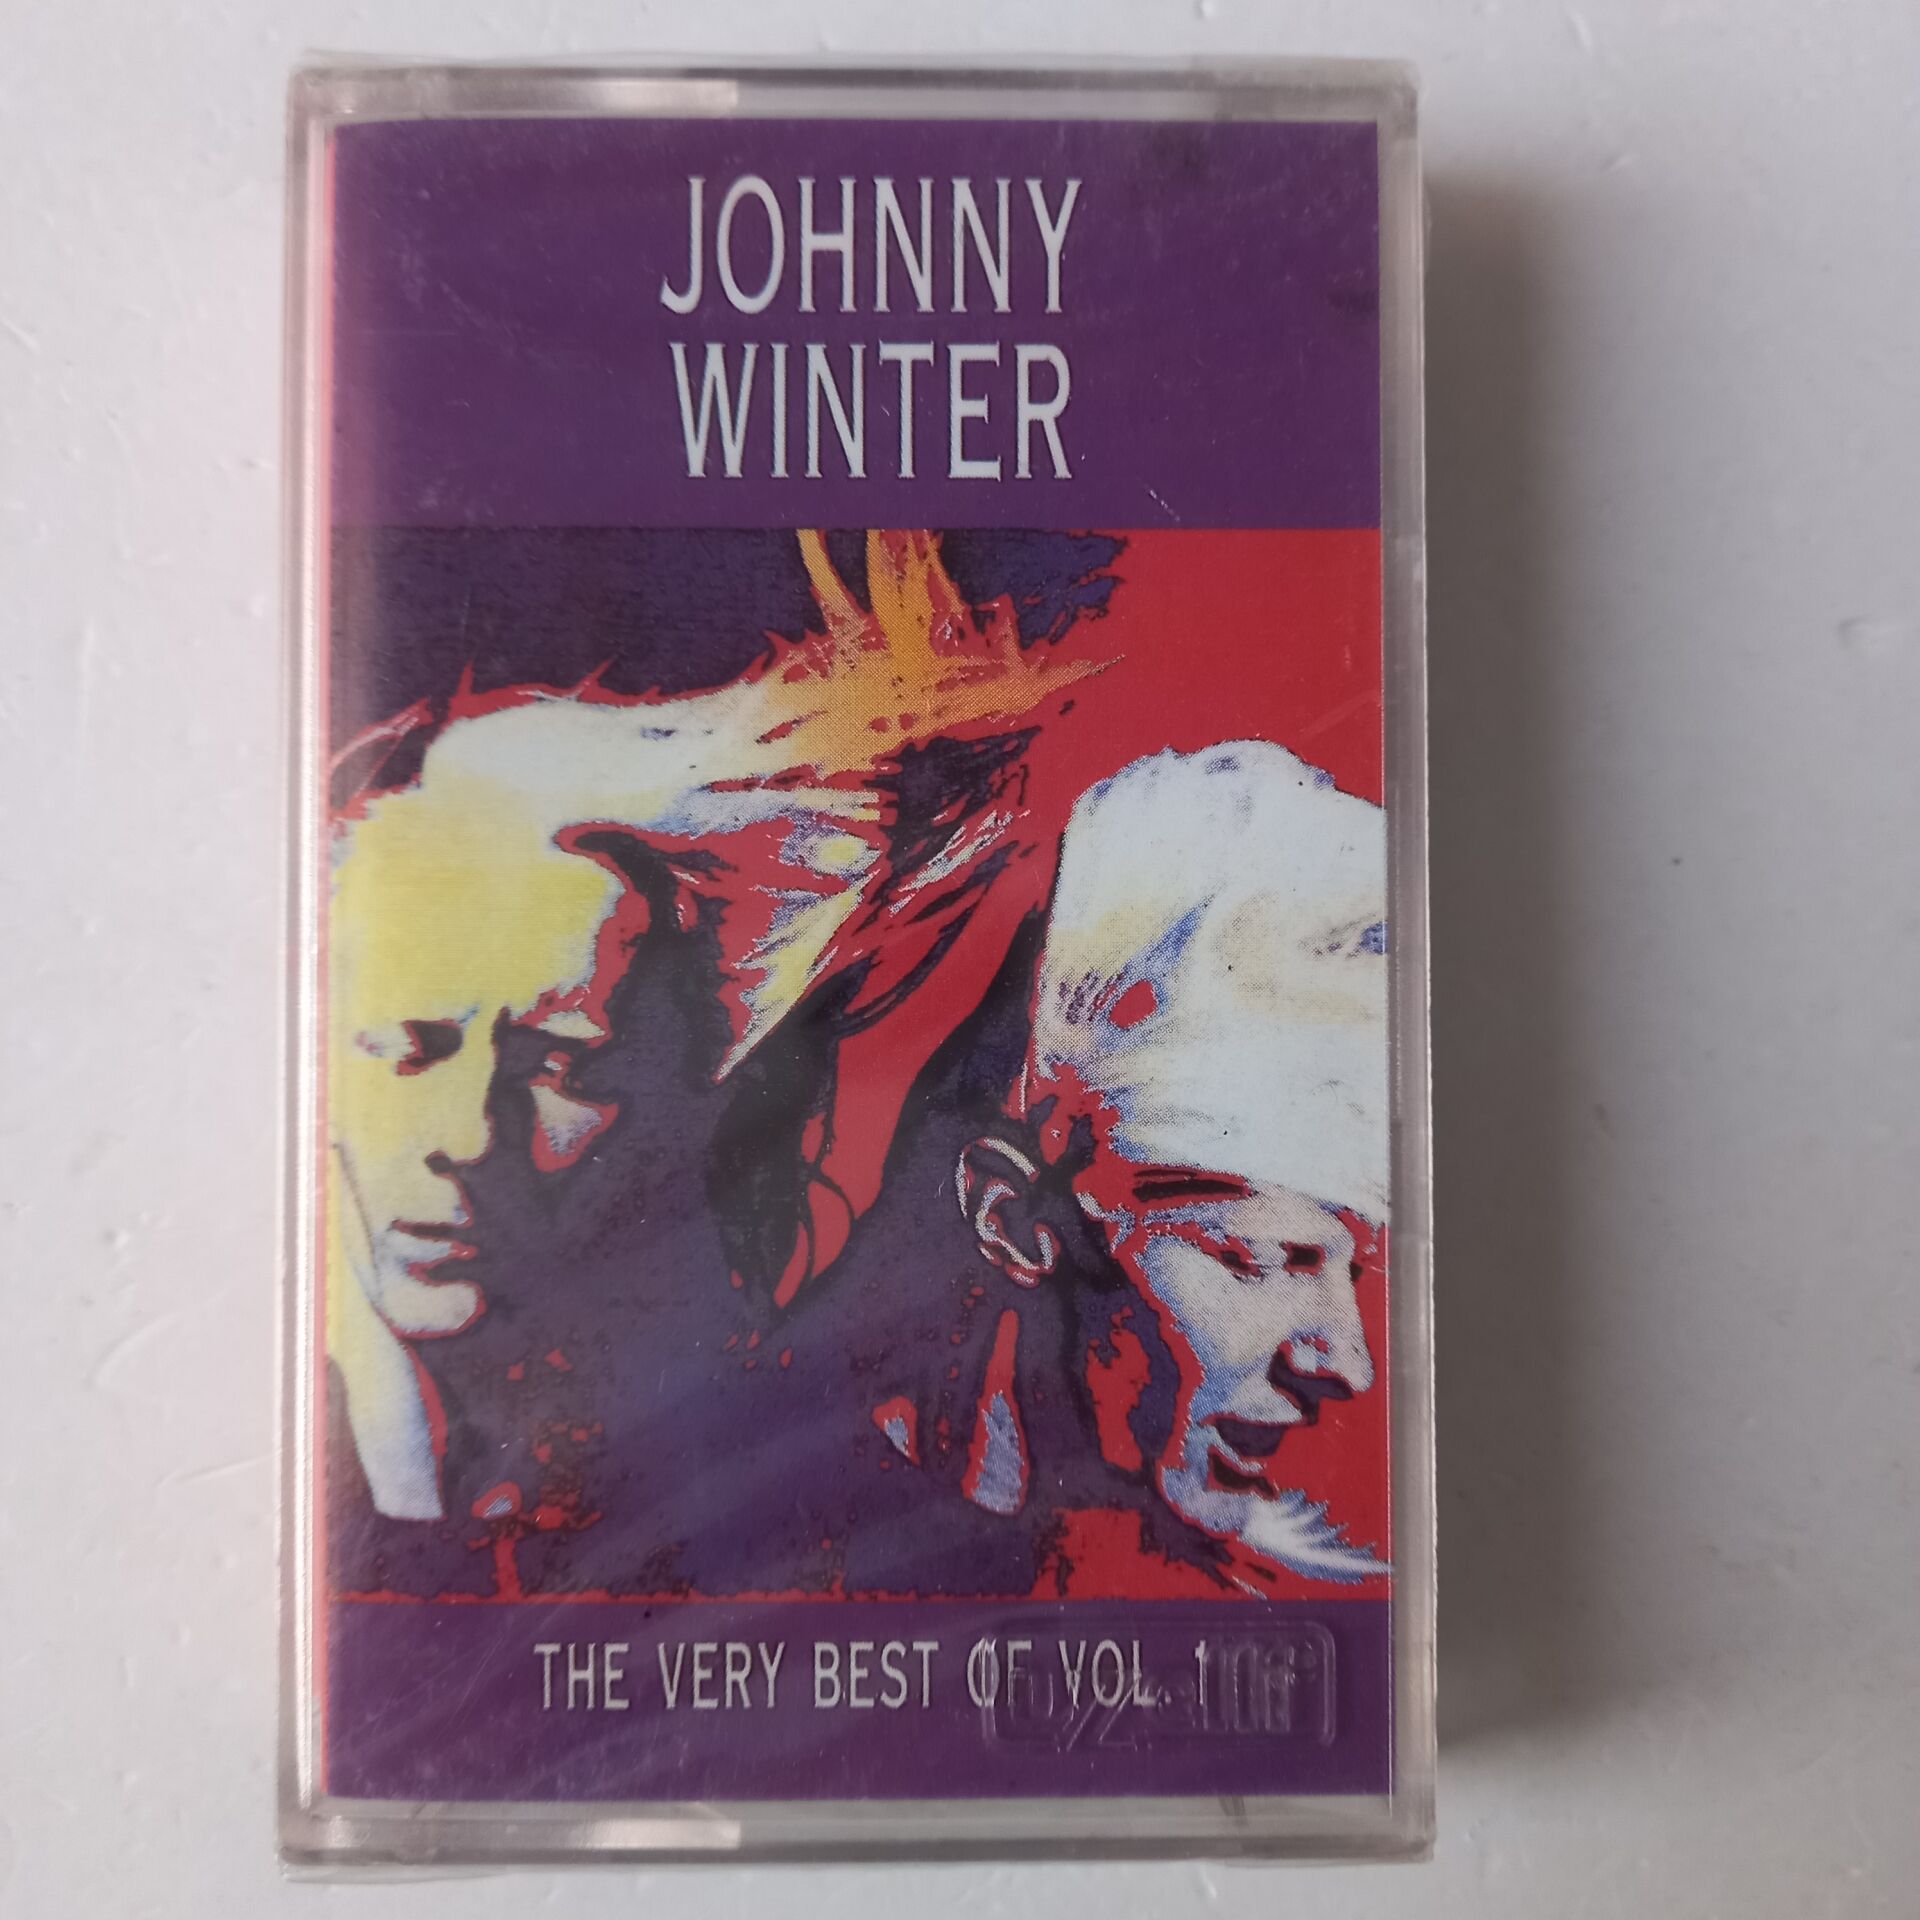 JOHNNY
WINTER
THE VERY BEST OF VOL. 1